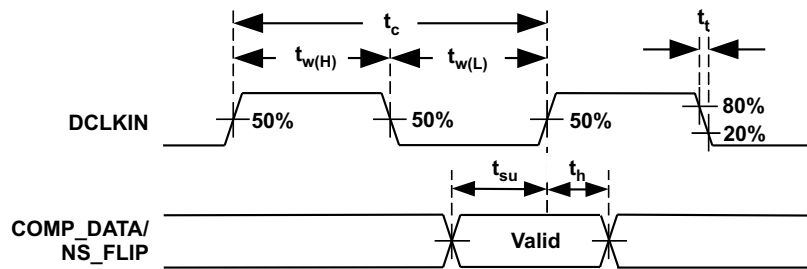 tc
tw(H) tw(L) tt
DCLKIN 50% 50% 50% 80%
20%
tsu th
COMP_DATA/
NS_FLIP
Valid